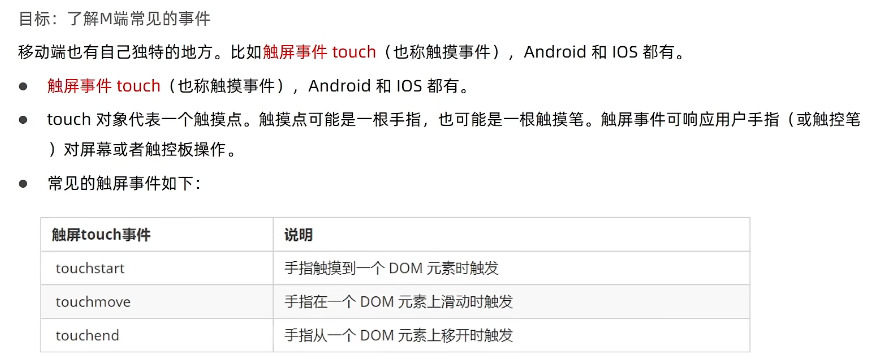 目标：了解M端常见的事件
移动端也有自己独特的地方。比如触屏事件 touch（也称触摸事件），Android 和 IOS 都有。
● 触屏事件 touch（也称触摸事件），Android 和 IOS 都有。
● touch 对象代表一个触摸点。触摸点可能是一根手指，也可能是一根触摸笔。触屏事件可响应用户手指（或触控笔
）对屏幕或者触控板操作。
● 常见的触屏事件如下：
触屏touch事件 说明
touchstart 手指触摸到一个 DOM 元素时触发
touchmove 手指在一个 DOM 元素上滑动时触发
touchend 手指从一个 DOM 元素上移开时触发